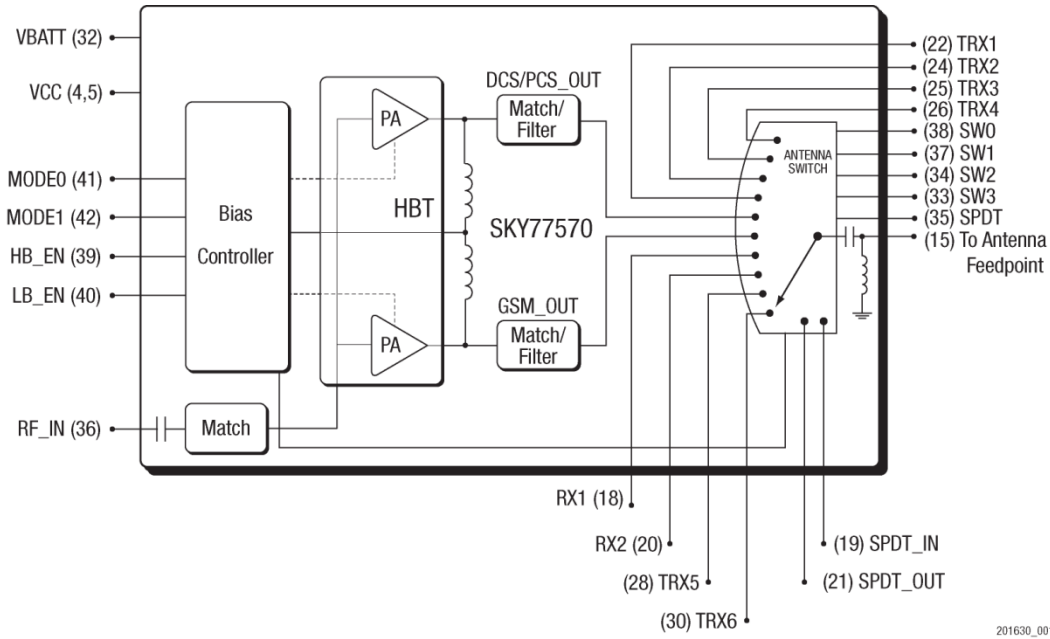 VBATT (32)
VCC (4,5)
MODE0 (41)
MODE1 (42)
HB_EN (39)
LB_EN (40)
RF_IN (36)
Bias
Controller
Match
PA
HBT
PA
DCS/PCS_OUT
Match/
Filter
SKY77570
GSM_OUT
Match/
Filter
ANTENNA
SWITCH
(22) TRX1
(24) TRX2
(25) TRX3
(26) TRX4
(38) SW0
(37) SW1
(34) SW2
(33) SW3
(35) SPDT
(15) To Antenna
Feedpoint
RX1 (18)
RX2 (20)
(28) TRX5
(30) TRX6
(19) SPDT_IN
(21) SPDT_OUT